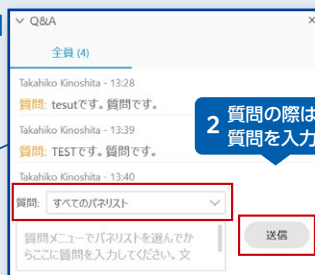 Q&A
全員 (4)
Takahiko Kinoshita - 13:28
質問: tesutです。質問です。
Takahiko Kinoshita - 13:39
質問: TESTです。質問です。
Takahiko Kinoshita - 13:40
2 質問の際は
質問を入力
質問: すべてのパネリスト
質問メニューでパネリストを選んでか
らここに質問を入力してください。文
送信